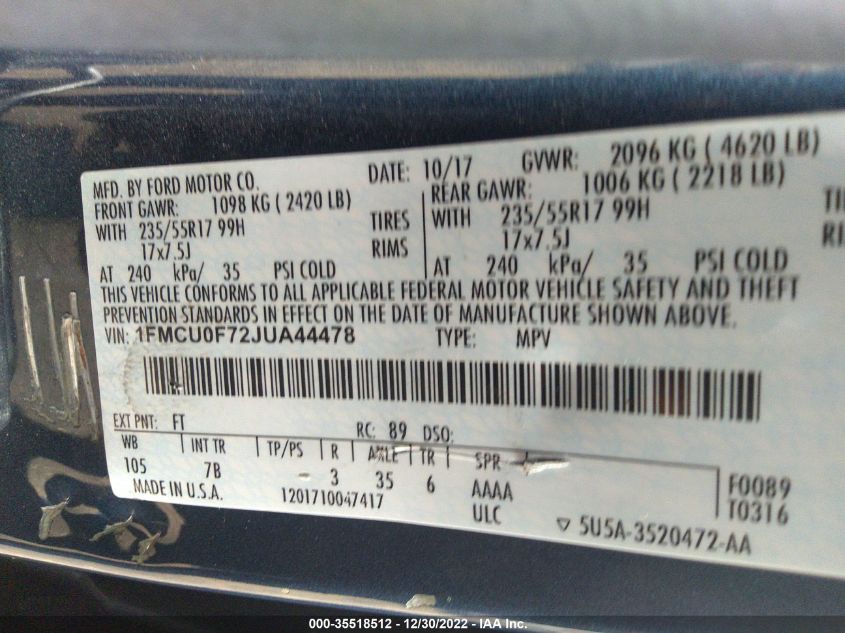 MFD. BY FORD MOTOR CO. DATE: 10/17 GVWR: 2096 KG ( 4620 LB)
FRONT GAWR: 1098 KG ( 2420 LB) REAR GAWR: 1006 KG ( 2218 LB)
WITH 235/55R17 99H TIRES WITH 235/55R17 99H
17x7.5J RIMS 17x7.5J
AT 240 kPa/ 35 PSI COLD AT 240 kPa/ 35 PSI COLD
THIS VEHICLE CONFORMS TO ALL APPLICABLE FEDERAL MOTOR VEHICLE SAFETY AND THEFT
PREVENTION STANDARDS IN EFFECT ON THE DATE OF MANUFACTURE SHOWN ABOVE.
VIN: 1FMCU0F72JUA44478 TYPE: MPV
EXT PNT: FT RC: 89 DSO:
WB INT TR TP/PS R AXLE TR SPR
105 7B 3 35 6 AAAA F0089
MADE IN U.S.A. 1201710047417 ULC T0316
5U5A-3520472-AA
000-35518512 - 12/30/2022 - IAA Inc.